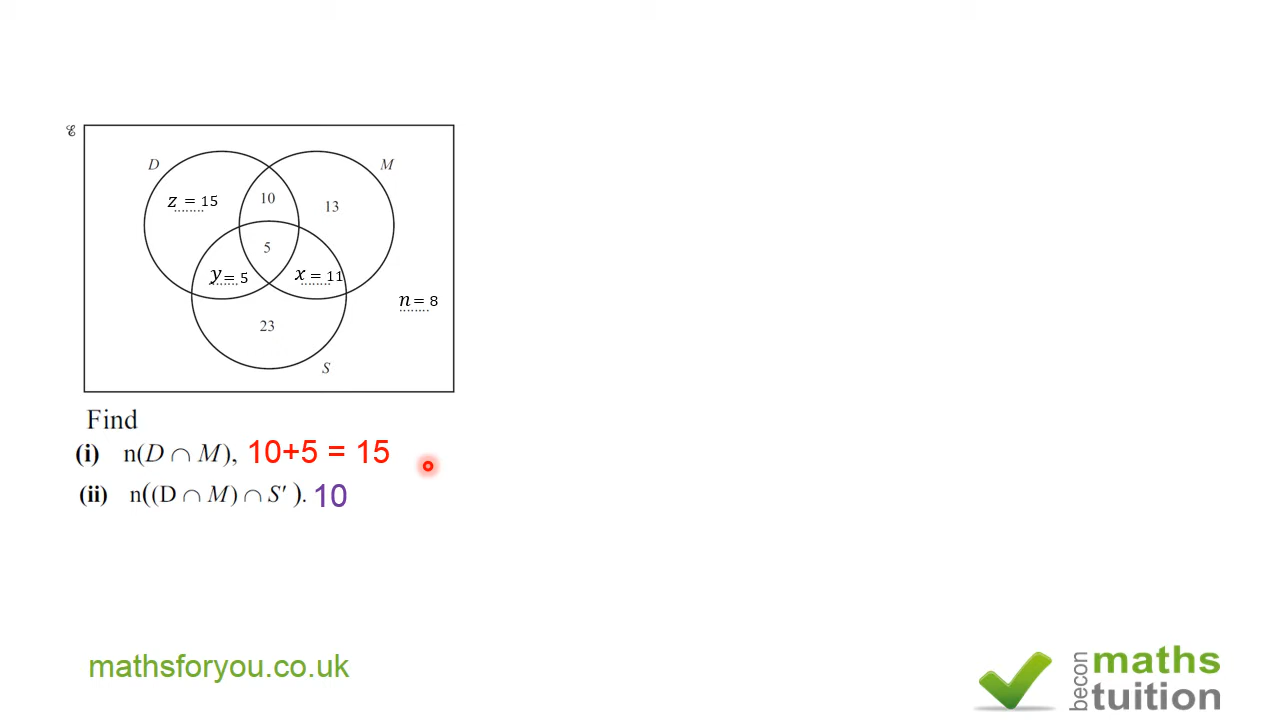 ℰ
D
M
z = 15
10
13
5
y = 5
x = 11
n = 8
23
S
Find
(i) n(D ∩ M), 10+5 = 15
(ii) n((D ∩ M) ∩ S′). 10
mathsforyou.co.uk
becon
maths
tuition